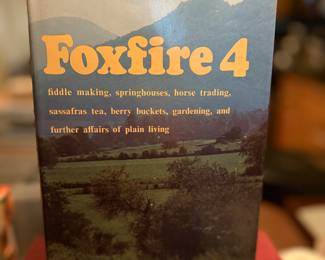 Foxfire 4
fiddle making, springhouses, horse trading,
sassafras tea, berry buckets, gardening, and
further affairs of plain living